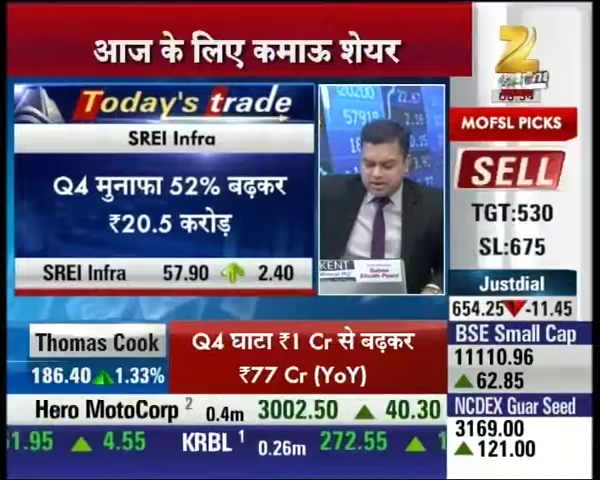 आज के लिए कमाऊ शेयर
Today's trade
SREI Infra
Q4 मुनाफा 52% बढ़कर
₹20.5 करोड़
SREI Infra 57.90 2.40
KENT
MOFSL PICKS
SELL
TGT:530
SL:675
Justdial
654.25 -11.45
Thomas Cook
186.40 1.33%
Q4 घाटा ₹1 Cr से बढ़कर
₹77 Cr (YoY)
BSE Small Cap
11110.96
62.85
NCDEX Guar Seed
3169.00
121.00
Hero MotoCorp 2 0.4m 3002.50 40.30
1.95 4.55 KRBL 1 0.26m 272.55 1